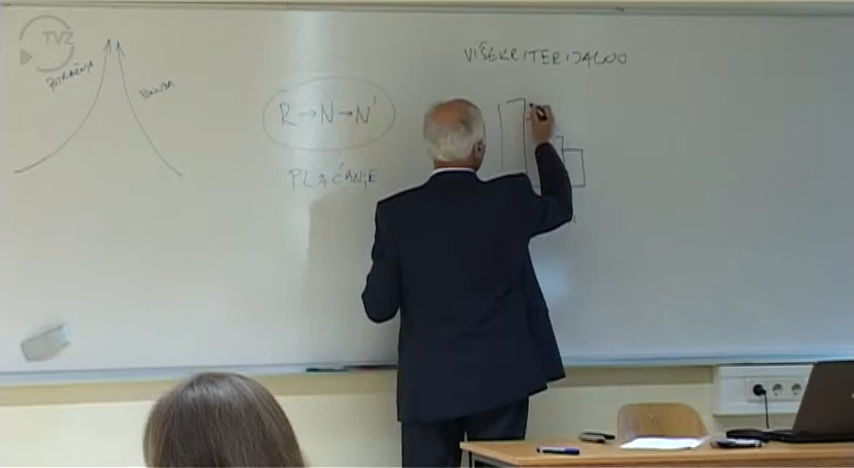 TVZ
VIŠEKRITERIJALNO
POTRAŽNJA
PONUDA
R→N→N'
PLAĆANJE